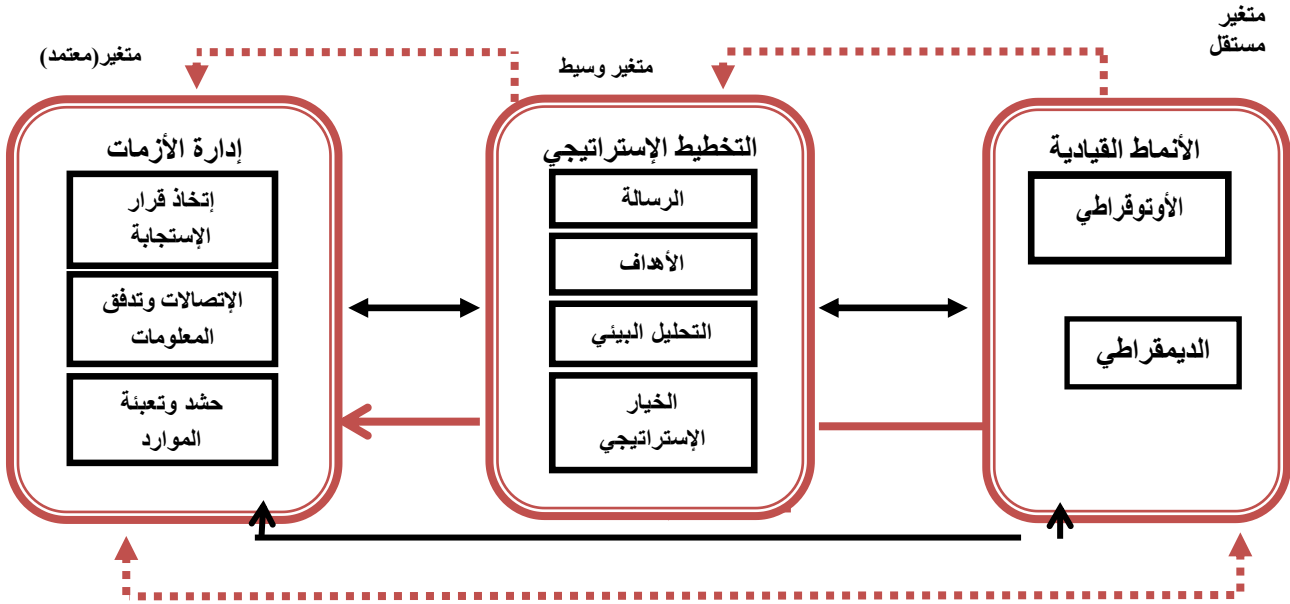 متغير
مستقل
متغير وسيط
متغير(معتمد)
الأنماط القيادية
الأوتوقراطي
الديمقراطي
التخطيط الإستراتيجي
الرسالة
الأهداف
التحليل البيئي
الخيار
الإستراتيجي
إدارة الأزمات
إتخاذ قرار
الإستجابة
الإتصالات وتدفق
المعلومات
حشد وتعبئة
الموارد